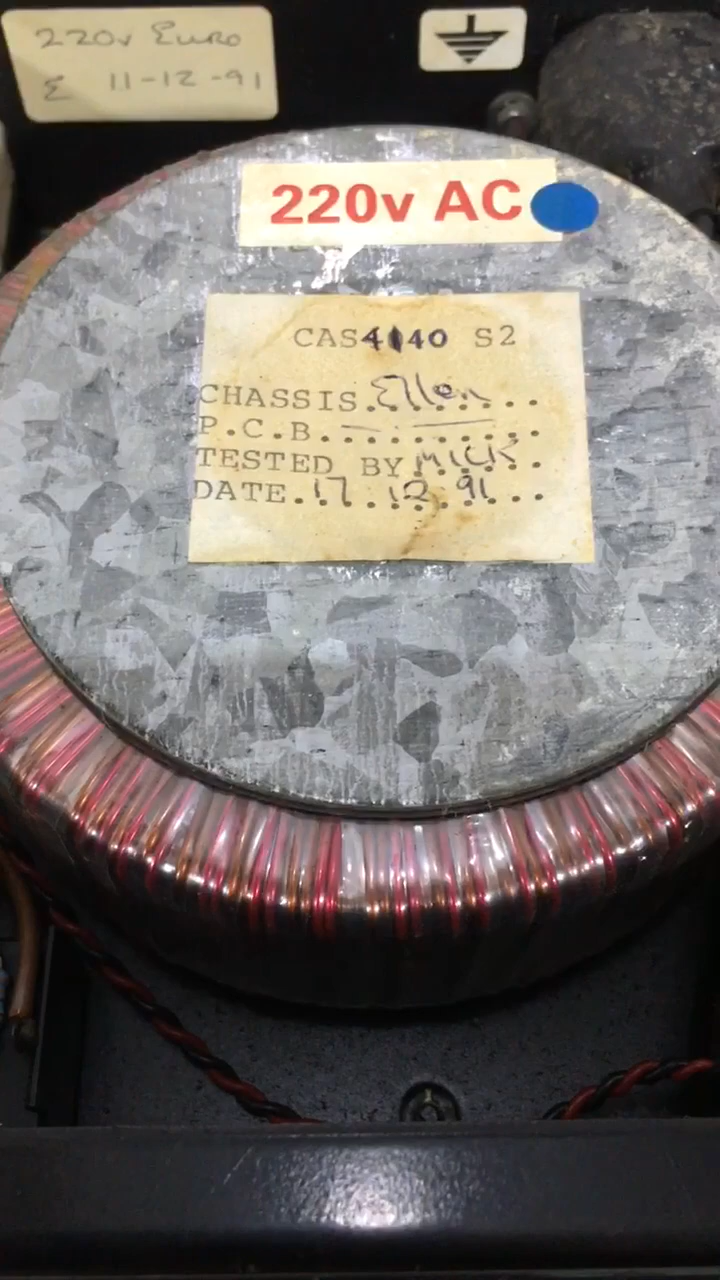 220v Euro
Σ 11-12-91
220v AC
CAS4140 S2
CHASSIS.Ellen.....
P.C.B..............
TESTED BY MICK..
DATE.17.12.91...